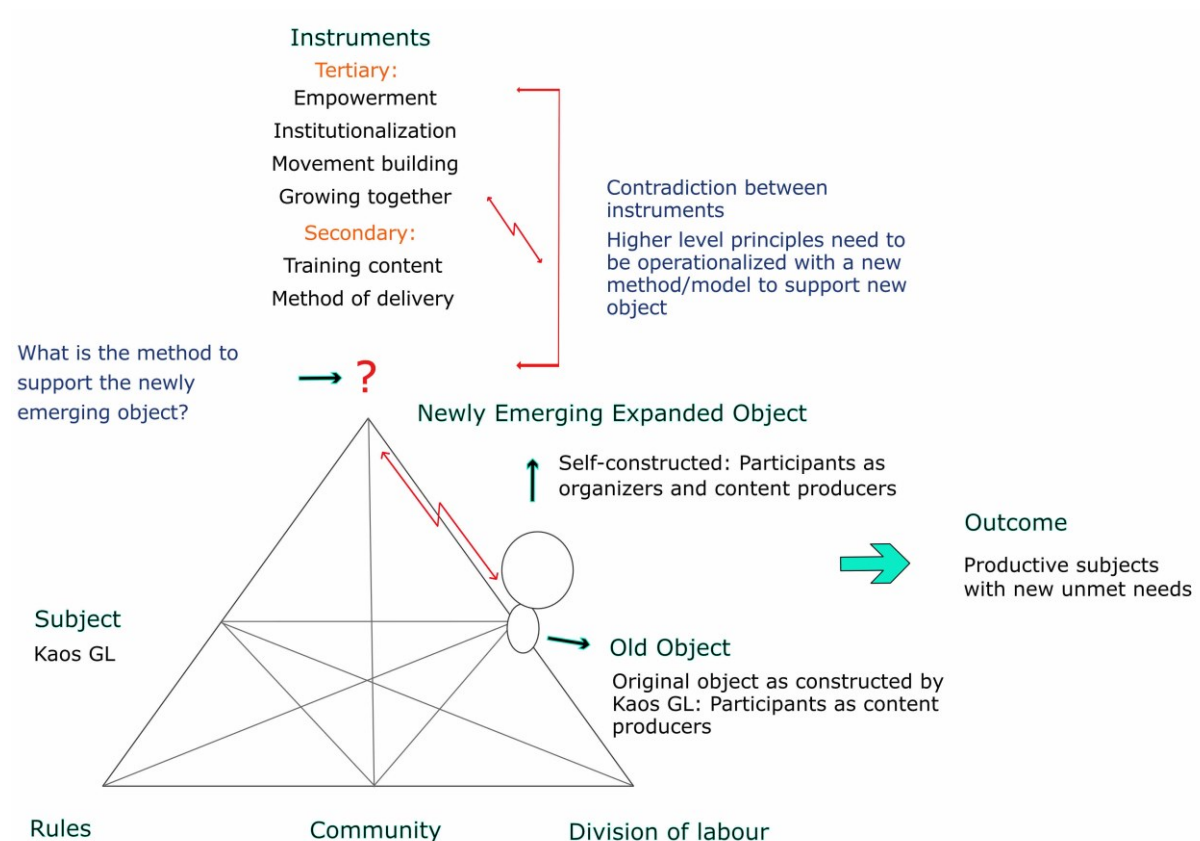 Instruments
Tertiary:
Empowerment
Institutionalization
Movement building
Growing together
Secondary:
Training content
Method of delivery
Contradiction between
instruments
Higher level principles need to
be operationalized with a new
method/model to support new
object
What is the method to
support the newly
emerging object?
?
Newly Emerging Expanded Object
Self-constructed: Participants as
organizers and content producers
Outcome
Productive subjects
with new unmet needs
Subject
Kaos GL
Old Object
Original object as constructed by
Kaos GL: Participants as content
producers
Rules
Community
Division of labour